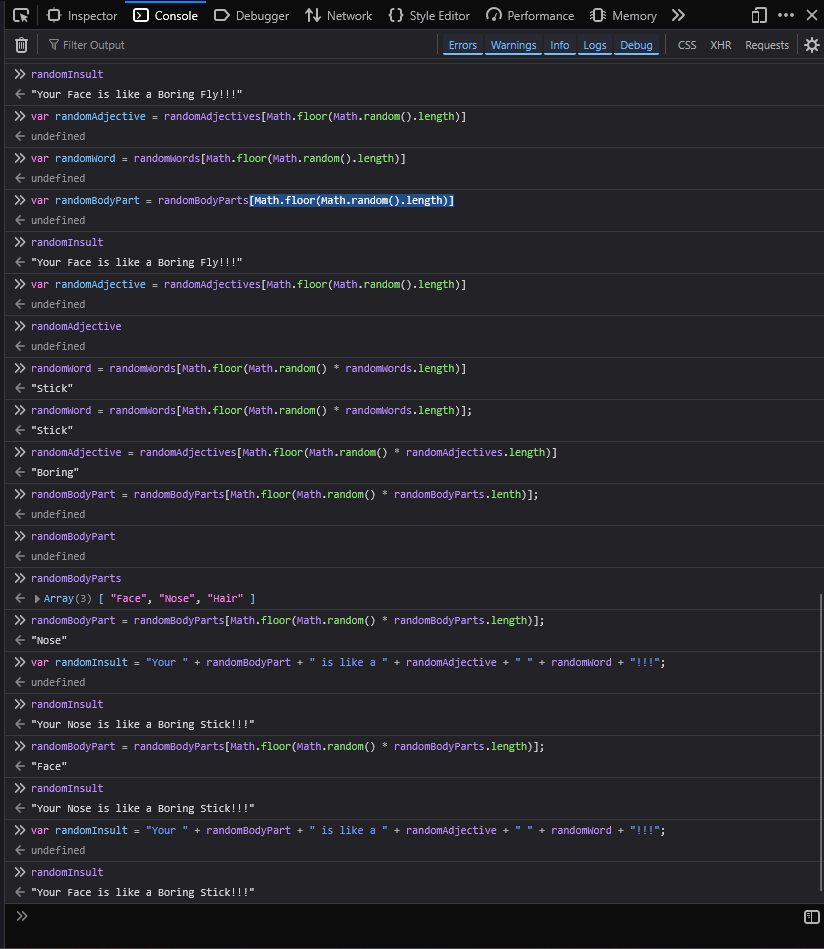 Inspector Console Debugger Network Style Editor Performance Memory
Filter Output Errors Warnings Info Logs Debug CSS XHR Requests
randomInsult
"Your Face is like a Boring Fly!!!"
var randomAdjective = randomAdjectives[Math.floor(Math.random().length)]
undefined
var randomWord = randomWords[Math.floor(Math.random().length)]
undefined
var randomBodyPart = randomBodyParts[Math.floor(Math.random().length)]
undefined
randomInsult
"Your Face is like a Boring Fly!!!"
var randomAdjective = randomAdjectives[Math.floor(Math.random().length)]
undefined
randomAdjective
undefined
randomWord = randomWords[Math.floor(Math.random() * randomWords.length)]
"Stick"
randomWord = randomWords[Math.floor(Math.random() * randomWords.length)];
"Stick"
randomAdjective = randomAdjectives[Math.floor(Math.random() * randomAdjectives.length)]
"Boring"
randomBodyPart = randomBodyParts[Math.floor(Math.random() * randomBodyParts.lenth)];
undefined
randomBodyPart
undefined
randomBodyParts
Array(3) [ "Face", "Nose", "Hair" ]
randomBodyPart = randomBodyParts[Math.floor(Math.random() * randomBodyParts.length)];
"Nose"
var randomInsult = "Your " + randomBodyPart + " is like a " + randomAdjective + " " + randomWord + "!!!";
undefined
randomInsult
"Your Nose is like a Boring Stick!!!"
randomBodyPart = randomBodyParts[Math.floor(Math.random() * randomBodyParts.length)];
"Face"
randomInsult
"Your Nose is like a Boring Stick!!!"
var randomInsult = "Your " + randomBodyPart + " is like a " + randomAdjective + " " + randomWord + "!!!";
undefined
randomInsult
"Your Face is like a Boring Stick!!!"